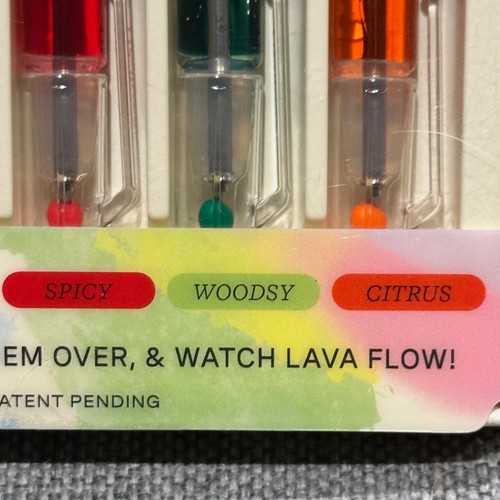 SPICY WOODSY CITRUS
EM OVER, & WATCH LAVA FLOW!
ATENT PENDING